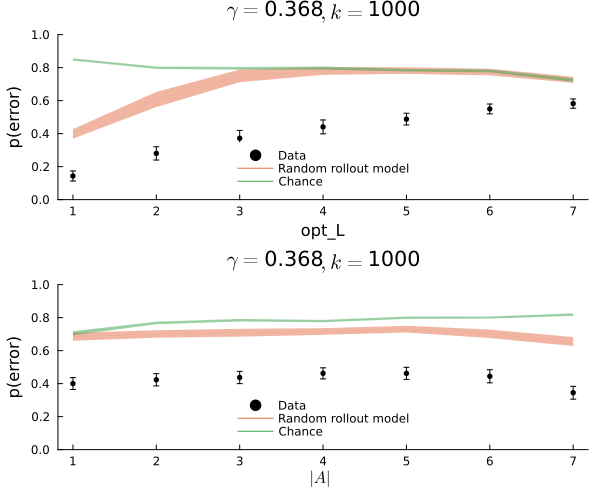 γ = 0.368, k = 1000
p(error)
1.0
0.8
0.6
0.4
0.2
0.0
Data
Random rollout model
Chance
1 2 3 4 5 6 7
opt_L
γ = 0.368, k = 1000
p(error)
1.0
0.8
0.6
0.4
0.2
0.0
Data
Random rollout model
Chance
1 2 3 4 5 6 7
|A|